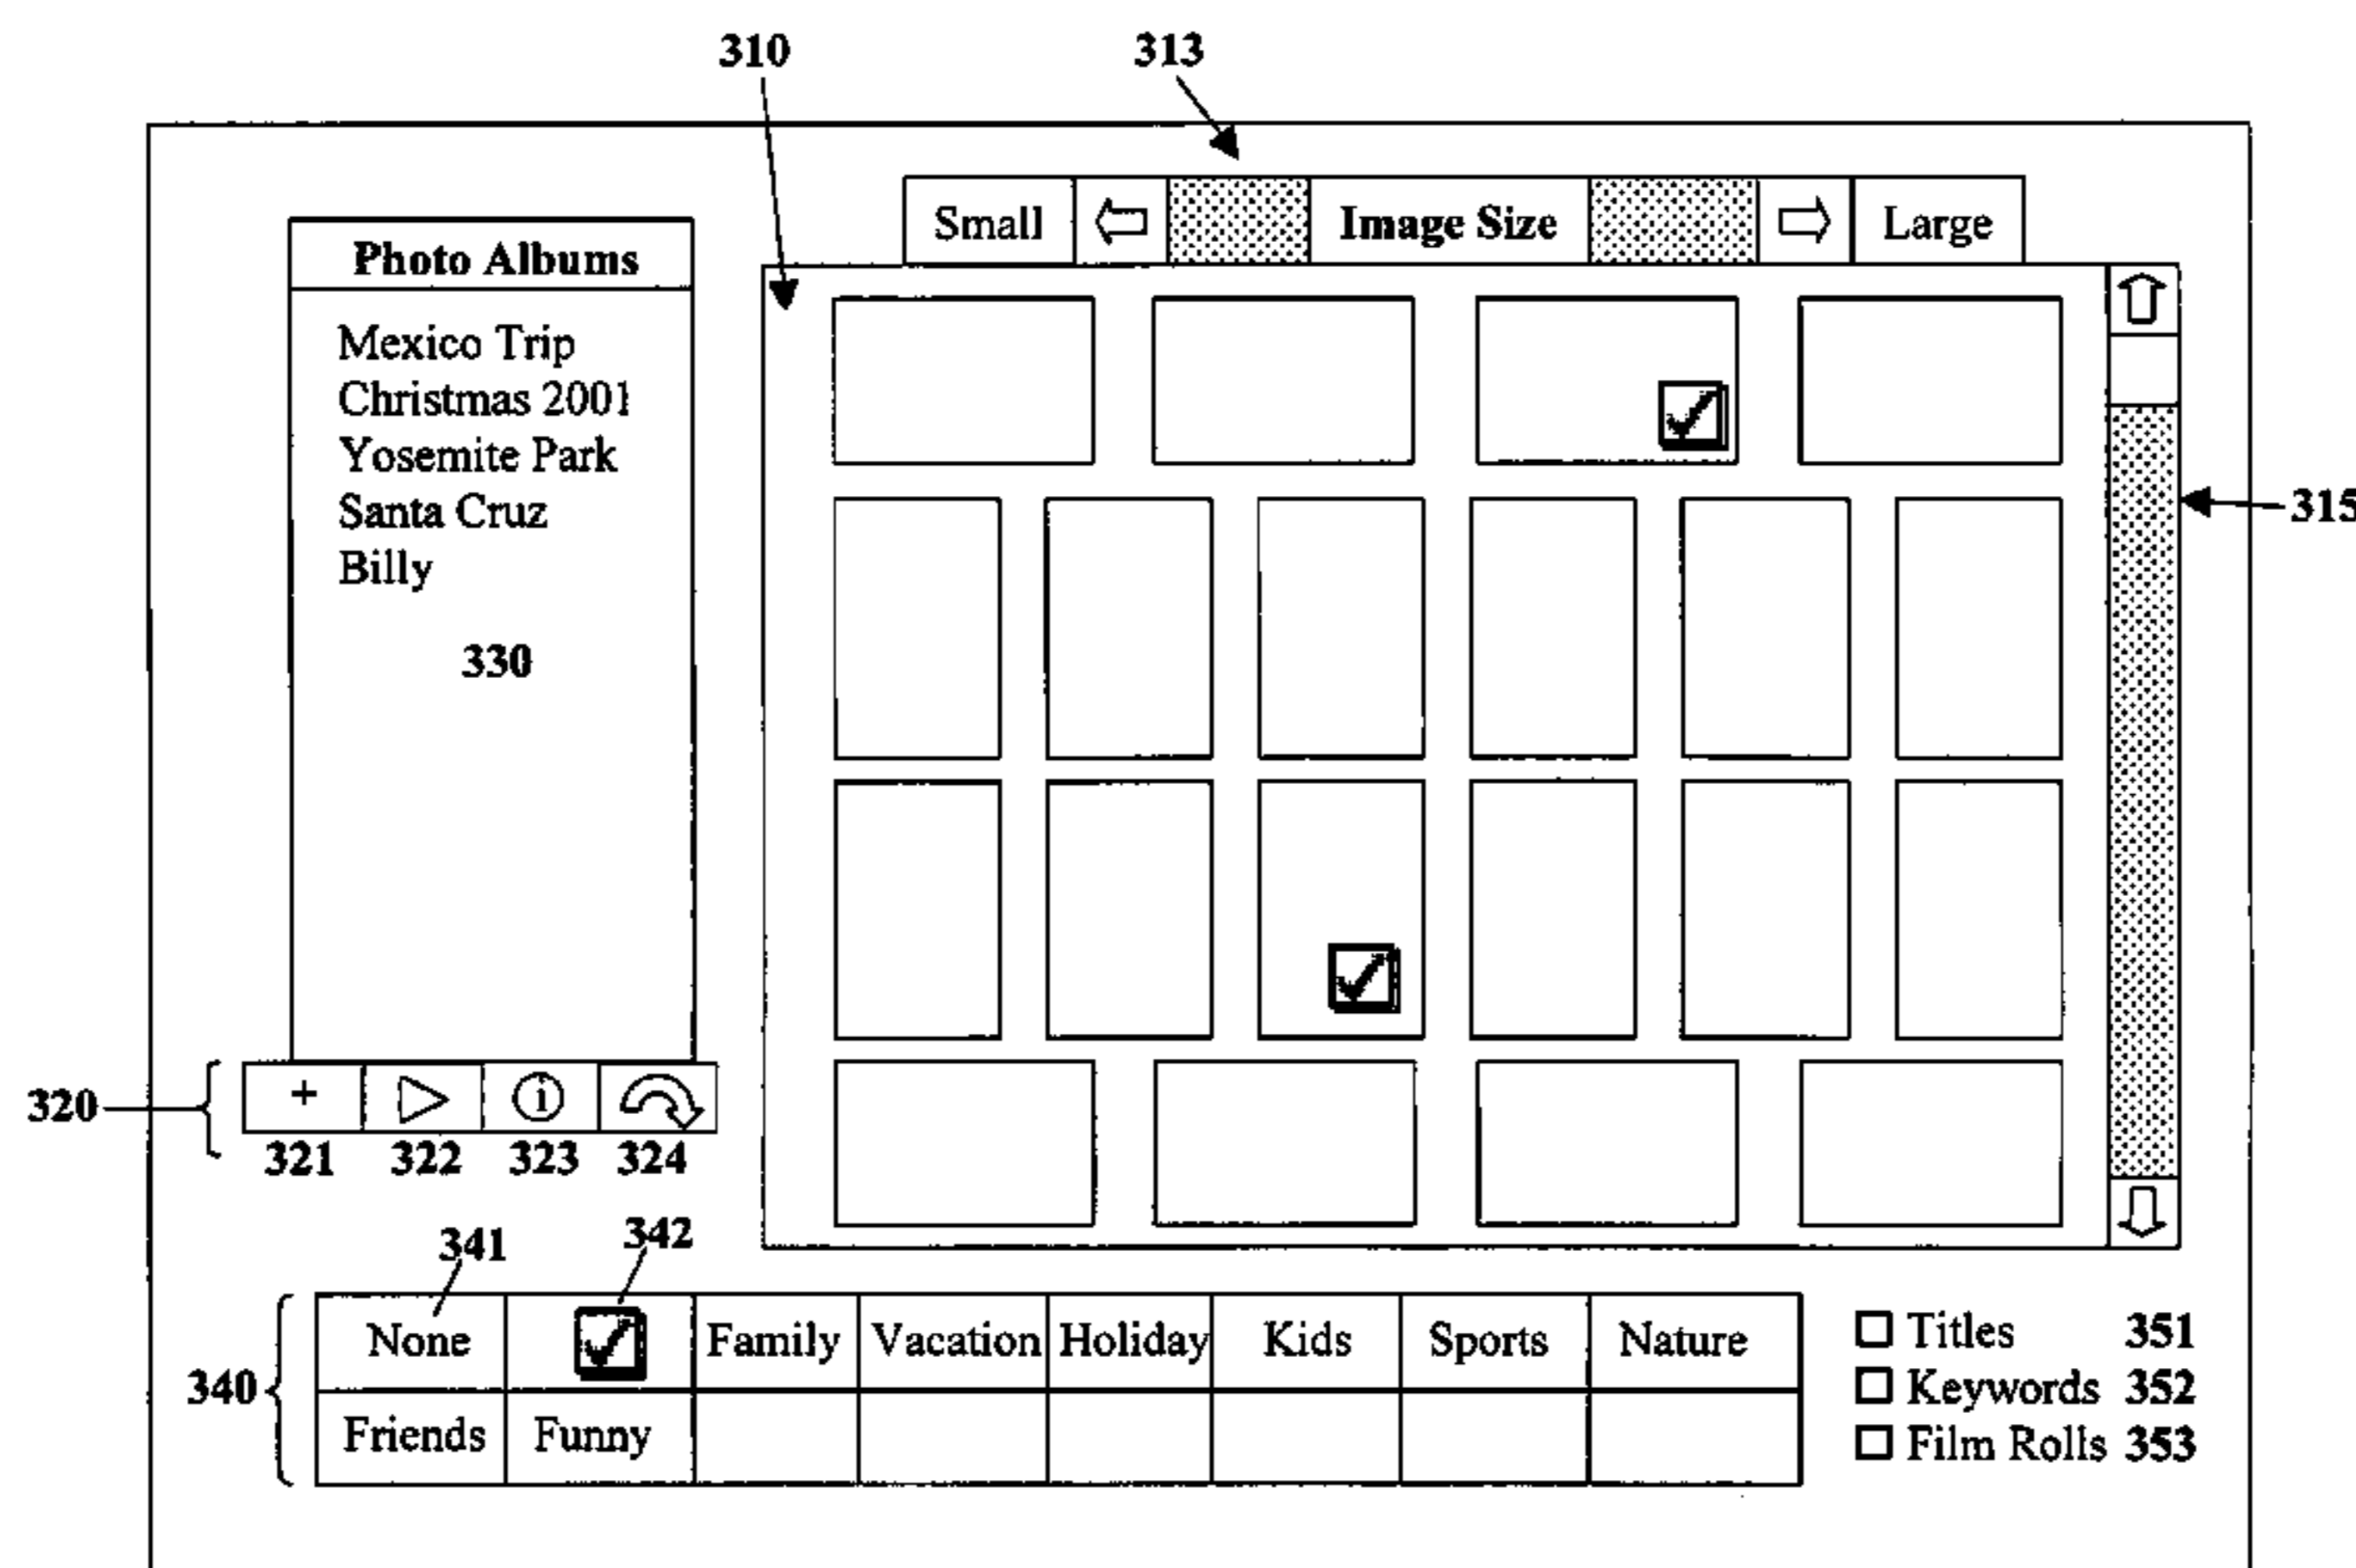 310 313
Small Image Size Large
Photo Albums
Mexico Trip
Christmas 2001
Yosemite Park
Santa Cruz
Billy
330
315
320
+ i
321 322 323 324
341 342
340
None Family Vacation Holiday Kids Sports Nature
Friends Funny
Titles 351
Keywords 352
Film Rolls 353